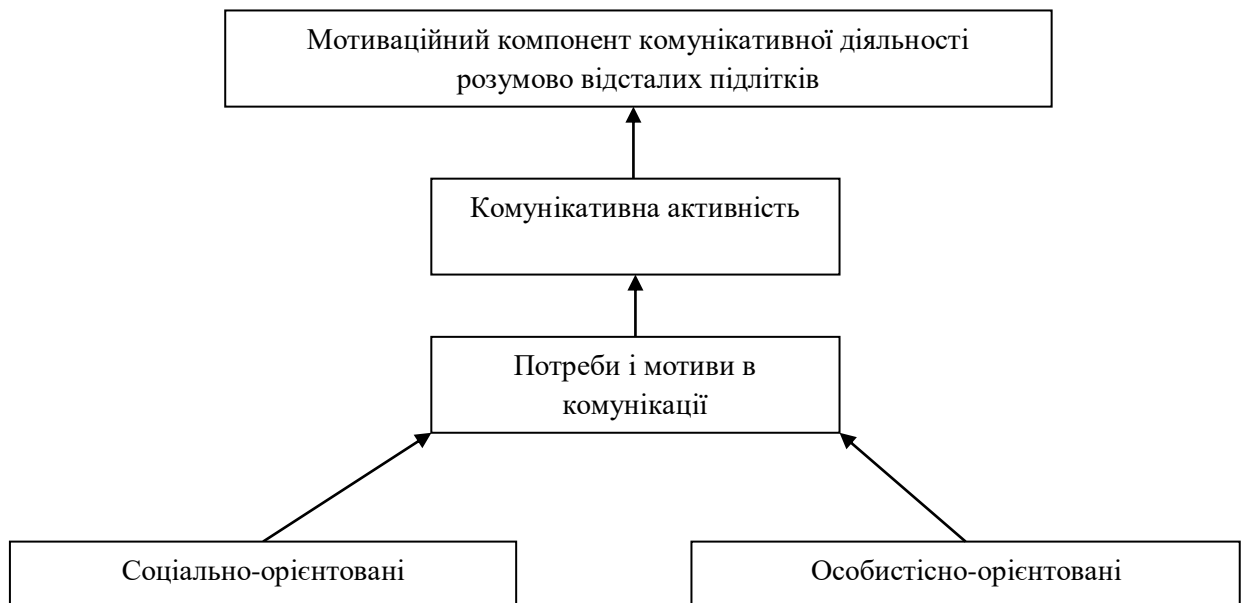 Мотиваційний компонент комунікативної діяльності
розумово відсталих підлітків
Комунікативна активність
Потреби і мотиви в
комунікації
Соціально-орієнтовані
Особистісно-орієнтовані